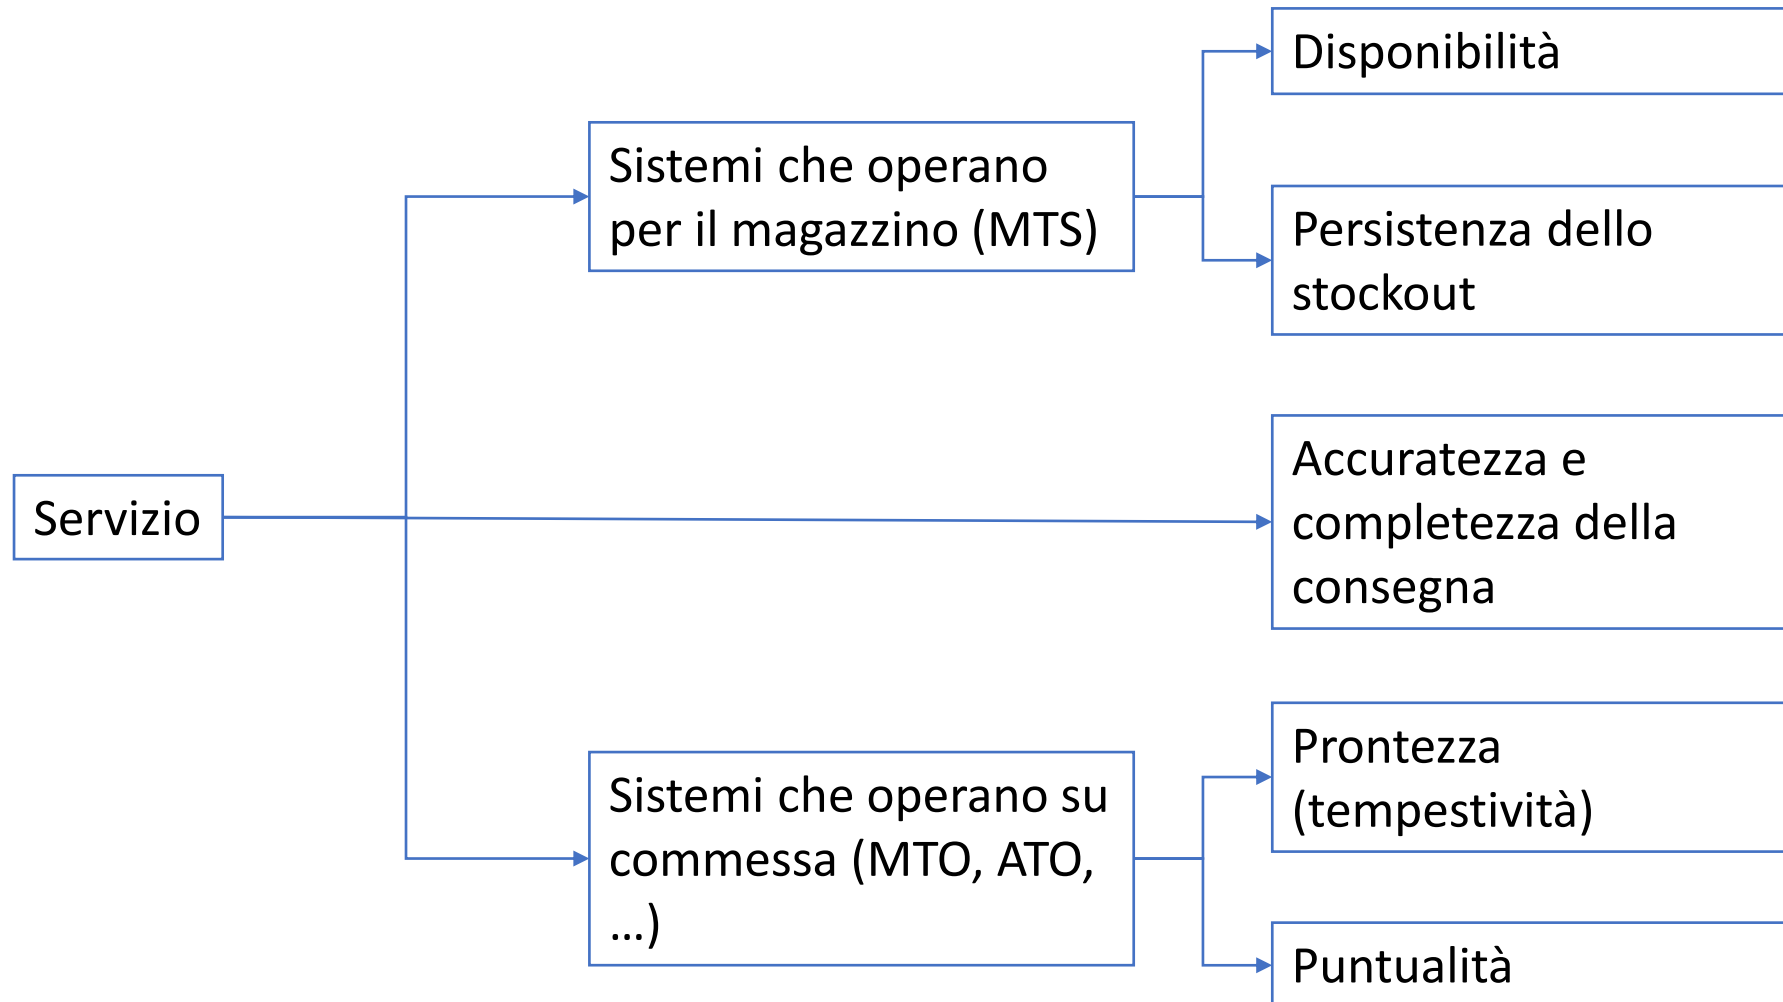 Disponibilità
Sistemi che operano
per il magazzino (MTS)
Persistenza dello
stockout
Accuratezza e
completezza della
consegna
Servizio
Prontezza
(tempestività)
Sistemi che operano su
commessa (MTO, ATO,
…)
Puntualità